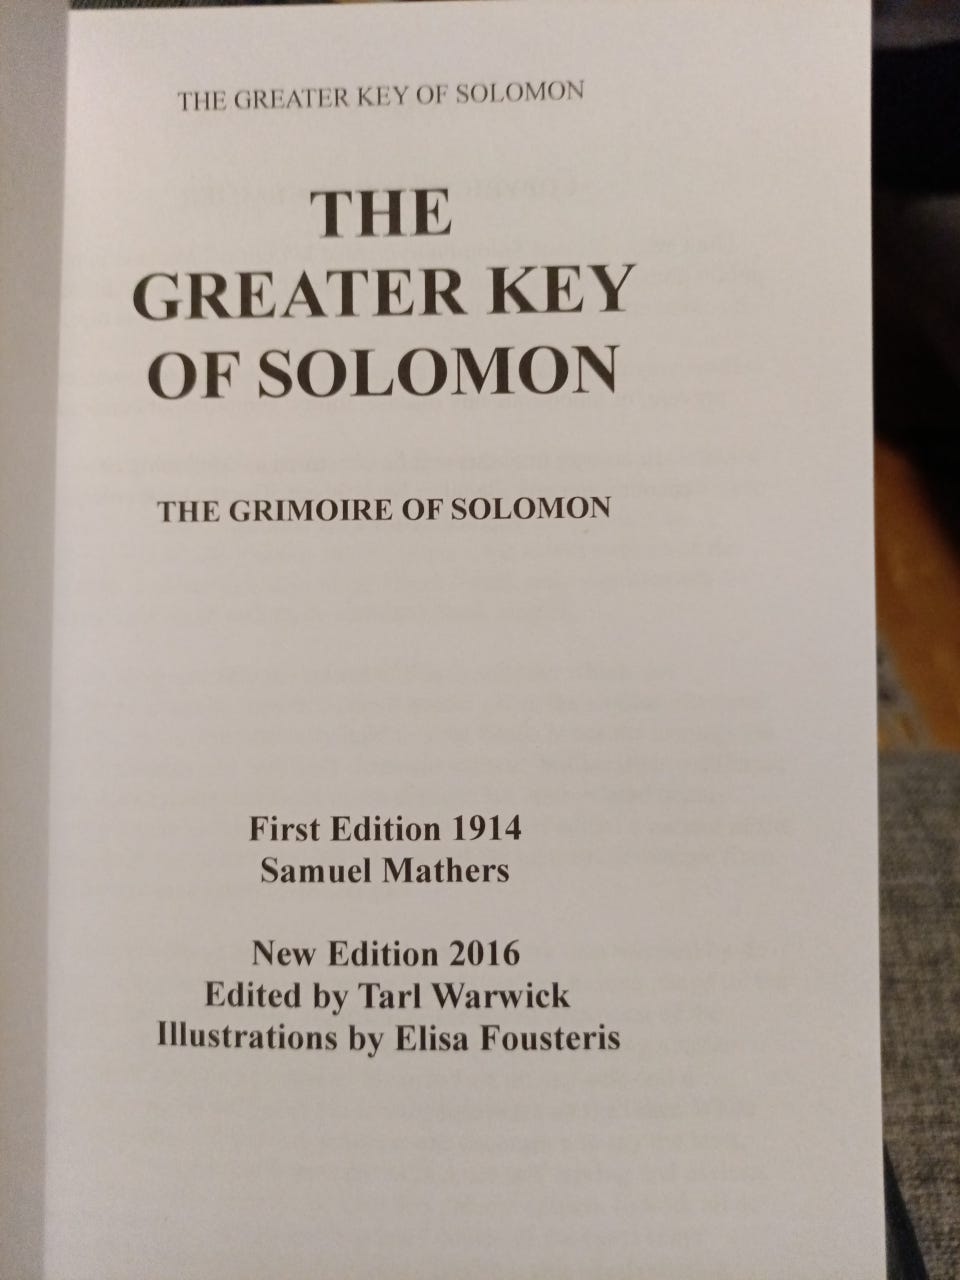 THE GREATER KEY OF SOLOMON
THE
GREATER KEY
OF SOLOMON
THE GRIMOIRE OF SOLOMON
First Edition 1914
Samuel Mathers
New Edition 2016
Edited by Tarl Warwick
Illustrations by Elisa Fousteris